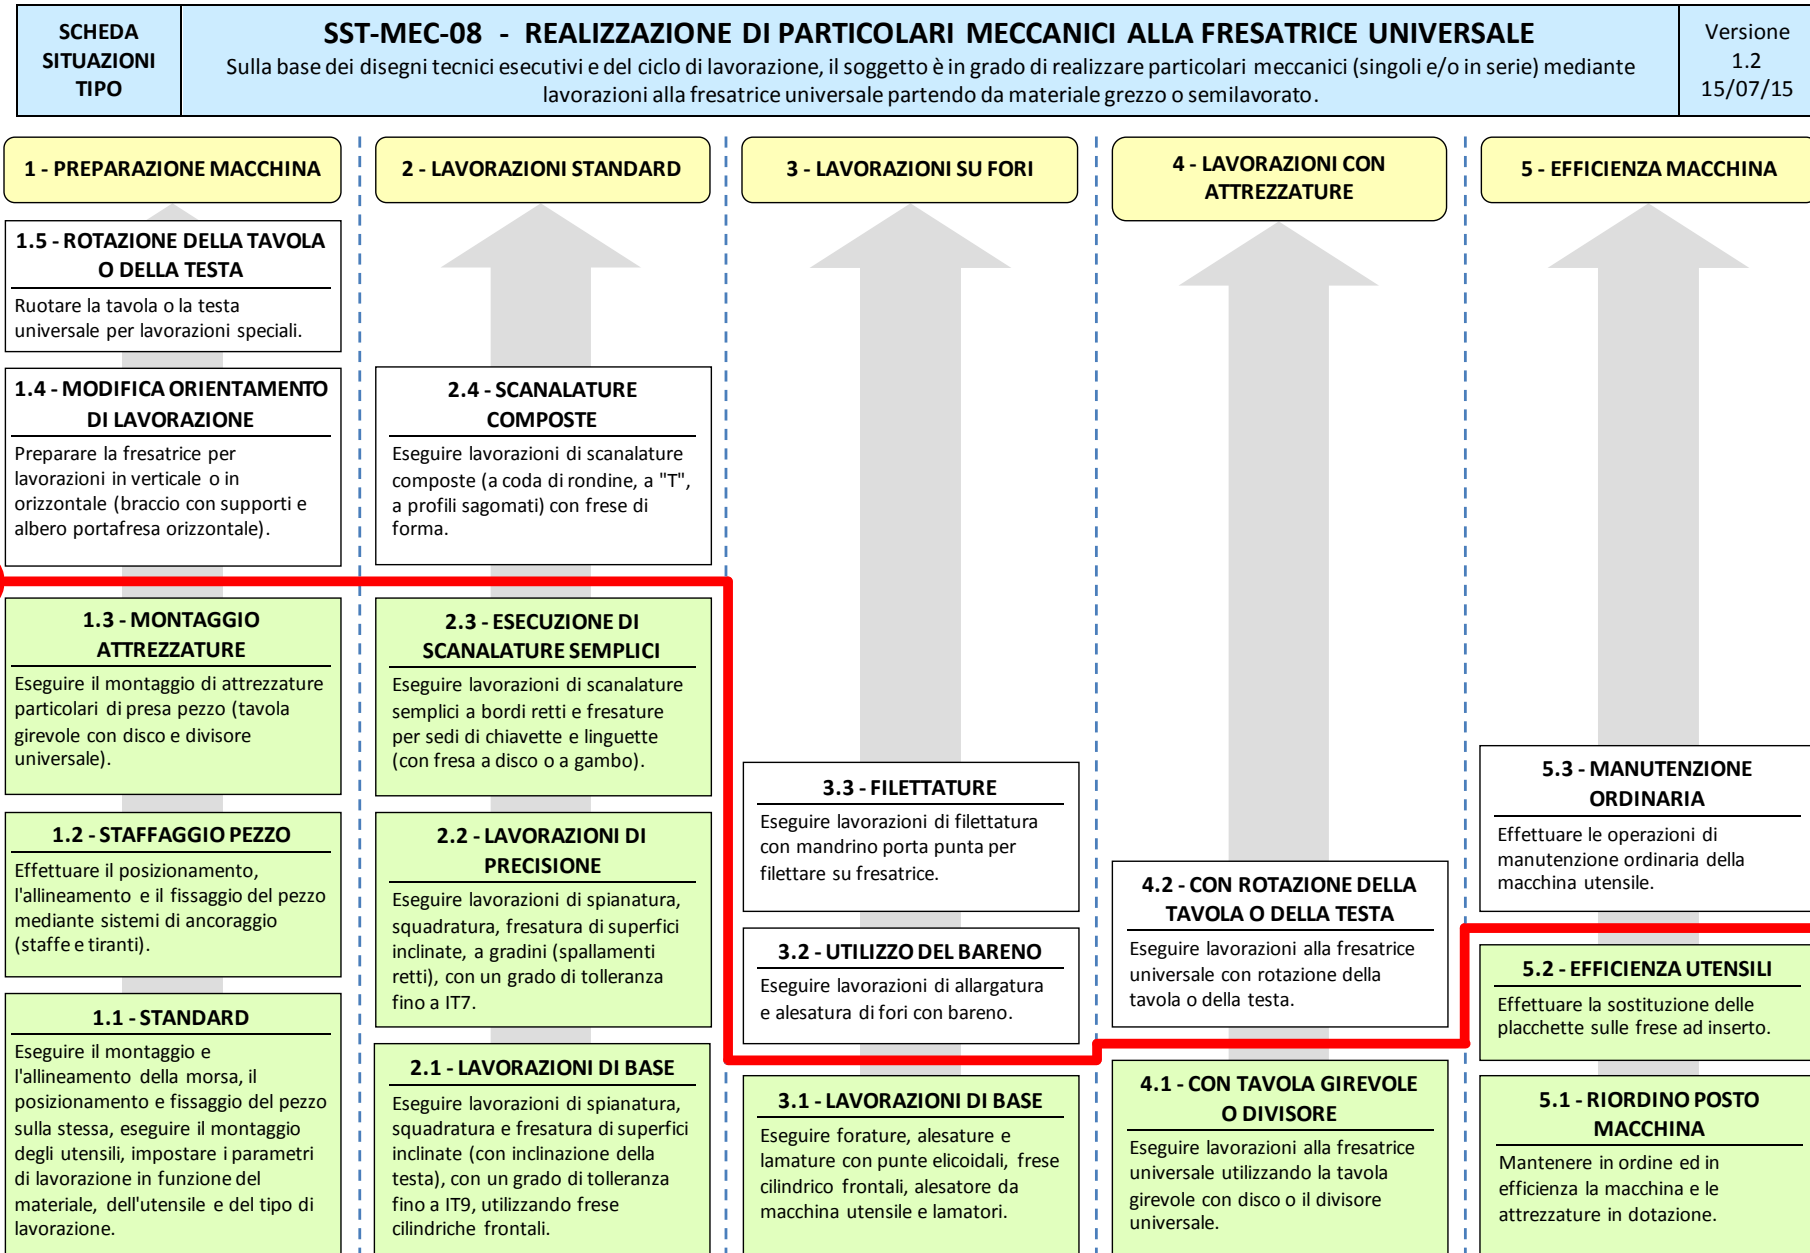 SCHEDA
SITUAZIONI
TIPO
SST-MEC-08 - REALIZZAZIONE DI PARTICOLARI MECCANICI ALLA FRESATRICE UNIVERSALE
Sulla base dei disegni tecnici esecutivi e del ciclo di lavorazione, il soggetto è in grado di realizzare particolari meccanici (singoli e/o in serie) mediante
lavorazioni alla fresatrice universale partendo da materiale grezzo o semilavorato.
Versione
1.2
15/07/15
1 - PREPARAZIONE MACCHINA
1.5 - ROTAZIONE DELLA TAVOLA
O DELLA TESTA
Ruotare la tavola o la testa
universale per lavorazioni speciali.
1.4 - MODIFICA ORIENTAMENTO
DI LAVORAZIONE
Preparare la fresatrice per
lavorazioni in verticale o in
orizzontale (braccio con supporti e
albero portafresa orizzontale).
1.3 - MONTAGGIO
ATTREZZATURE
Eseguire il montaggio di attrezzature
particolari di presa pezzo (tavola
girevole con disco e divisore
universale).
1.2 - STAFFAGGIO PEZZO
Effettuare il posizionamento,
l'allineamento e il fissaggio del pezzo
mediante sistemi di ancoraggio
(staffe e tiranti).
1.1 - STANDARD
Eseguire il montaggio e
l'allineamento della morsa, il
posizionamento e fissaggio del pezzo
sulla stessa, eseguire il montaggio
degli utensili, impostare i parametri
di lavorazione in funzione del
materiale, dell'utensile e del tipo di
lavorazione.
2 - LAVORAZIONI STANDARD
2.4 - SCANALATURE
COMPOSTE
Eseguire lavorazioni di scanalature
composte (a coda di rondine, a "T",
a profili sagomati) con frese di
forma.
2.3 - ESECUZIONE DI
SCANALATURE SEMPLICI
Eseguire lavorazioni di scanalature
semplici a bordi retti e fresature
per sedi di chiavette e linguette
(con fresa a disco o a gambo).
2.2 - LAVORAZIONI DI
PRECISIONE
Eseguire lavorazioni di spianatura,
squadratura, fresatura di superfici
inclinate, a gradini (spallamenti
retti), con un grado di tolleranza
fino a IT7.
2.1 - LAVORAZIONI DI BASE
Eseguire lavorazioni di spianatura,
squadratura e fresatura di superfici
inclinate (con inclinazione della
testa), con un grado di tolleranza
fino a IT9, utilizzando frese
cilindriche frontali.
3 - LAVORAZIONI SU FORI
3.3 - FILETTATURE
Eseguire lavorazioni di filettatura
con mandrino porta punta per
filettare su fresatrice.
3.2 - UTILIZZO DEL BARENO
Eseguire lavorazioni di allargatura
e alesatura di fori con bareno.
3.1 - LAVORAZIONI DI BASE
Eseguire forature, alesature e
lamature con punte elicoidali, frese
cilindrico frontali, alesatore da
macchina utensile e lamatori.
4 - LAVORAZIONI CON
ATTREZZATURE
4.2 - CON ROTAZIONE DELLA
TAVOLA O DELLA TESTA
Eseguire lavorazioni alla fresatrice
universale con rotazione della
tavola o della testa.
4.1 - CON TAVOLA GIREVOLE
O DIVISORE
Eseguire lavorazioni alla fresatrice
universale utilizzando la tavola
girevole con disco o il divisore
universale.
5 - EFFICIENZA MACCHINA
5.3 - MANUTENZIONE
ORDINARIA
Effettuare le operazioni di
manutenzione ordinaria della
macchina utensile.
5.2 - EFFICIENZA UTENSILI
Effettuare la sostituzione delle
placchette sulle frese ad inserto.
5.1 - RIORDINO POSTO
MACCHINA
Mantenere in ordine ed in
efficienza la macchina e le
attrezzature in dotazione.